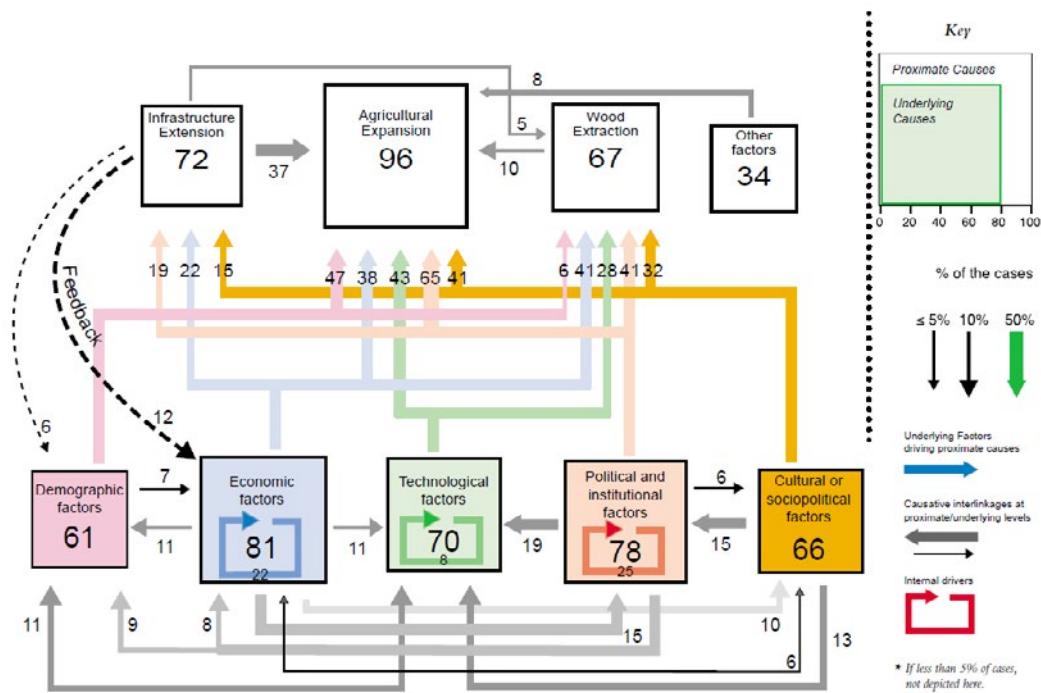 Key
Proximate Causes
Underlying
Causes
0 20 40 60 80 100
% of the cases
≤ 5% 10% 50%
Underlying Factors
driving proximate causes
Causative interlinkages at
proximate/underlying levels
Internal drivers
* If less than 5% of cases,
not depicted here.
Infrastructure
Extension
72
37
Agricultural
Expansion
96
8
5
10
Wood
Extraction
67
Other
factors
34
19 22 15 47 38 43 65 41 6 41 28 41 32
Feedback
6
12
Demographic
factors
61
7
11
Economic
factors
81
22
11
Technological
factors
70
8
19
Political and
institutional
factors
78
25
6
15
Cultural or
sociopolitical
factors
66
11 9 8 15 6 10 13